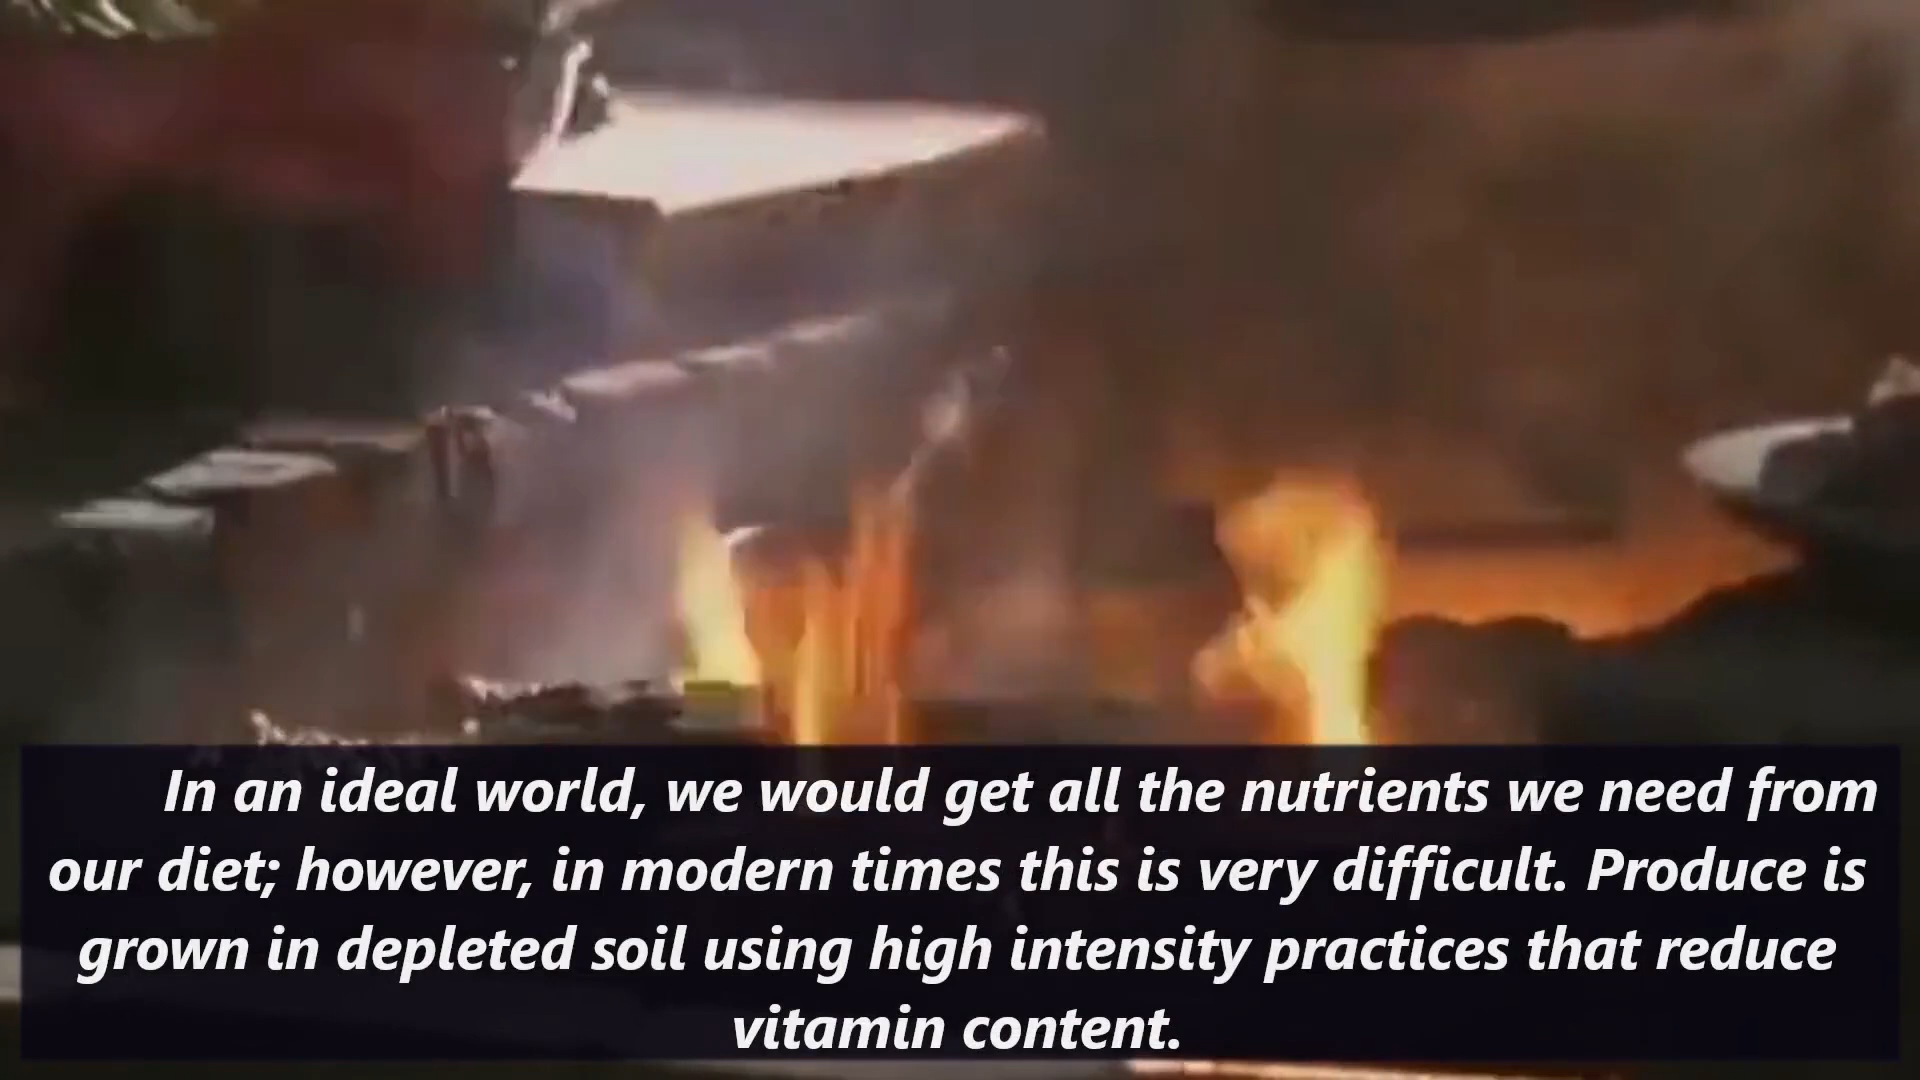 In an ideal world, we would get all the nutrients we need from
our diet; however, in modern times this is very difficult. Produce is
grown in depleted soil using high intensity practices that reduce
vitamin content.